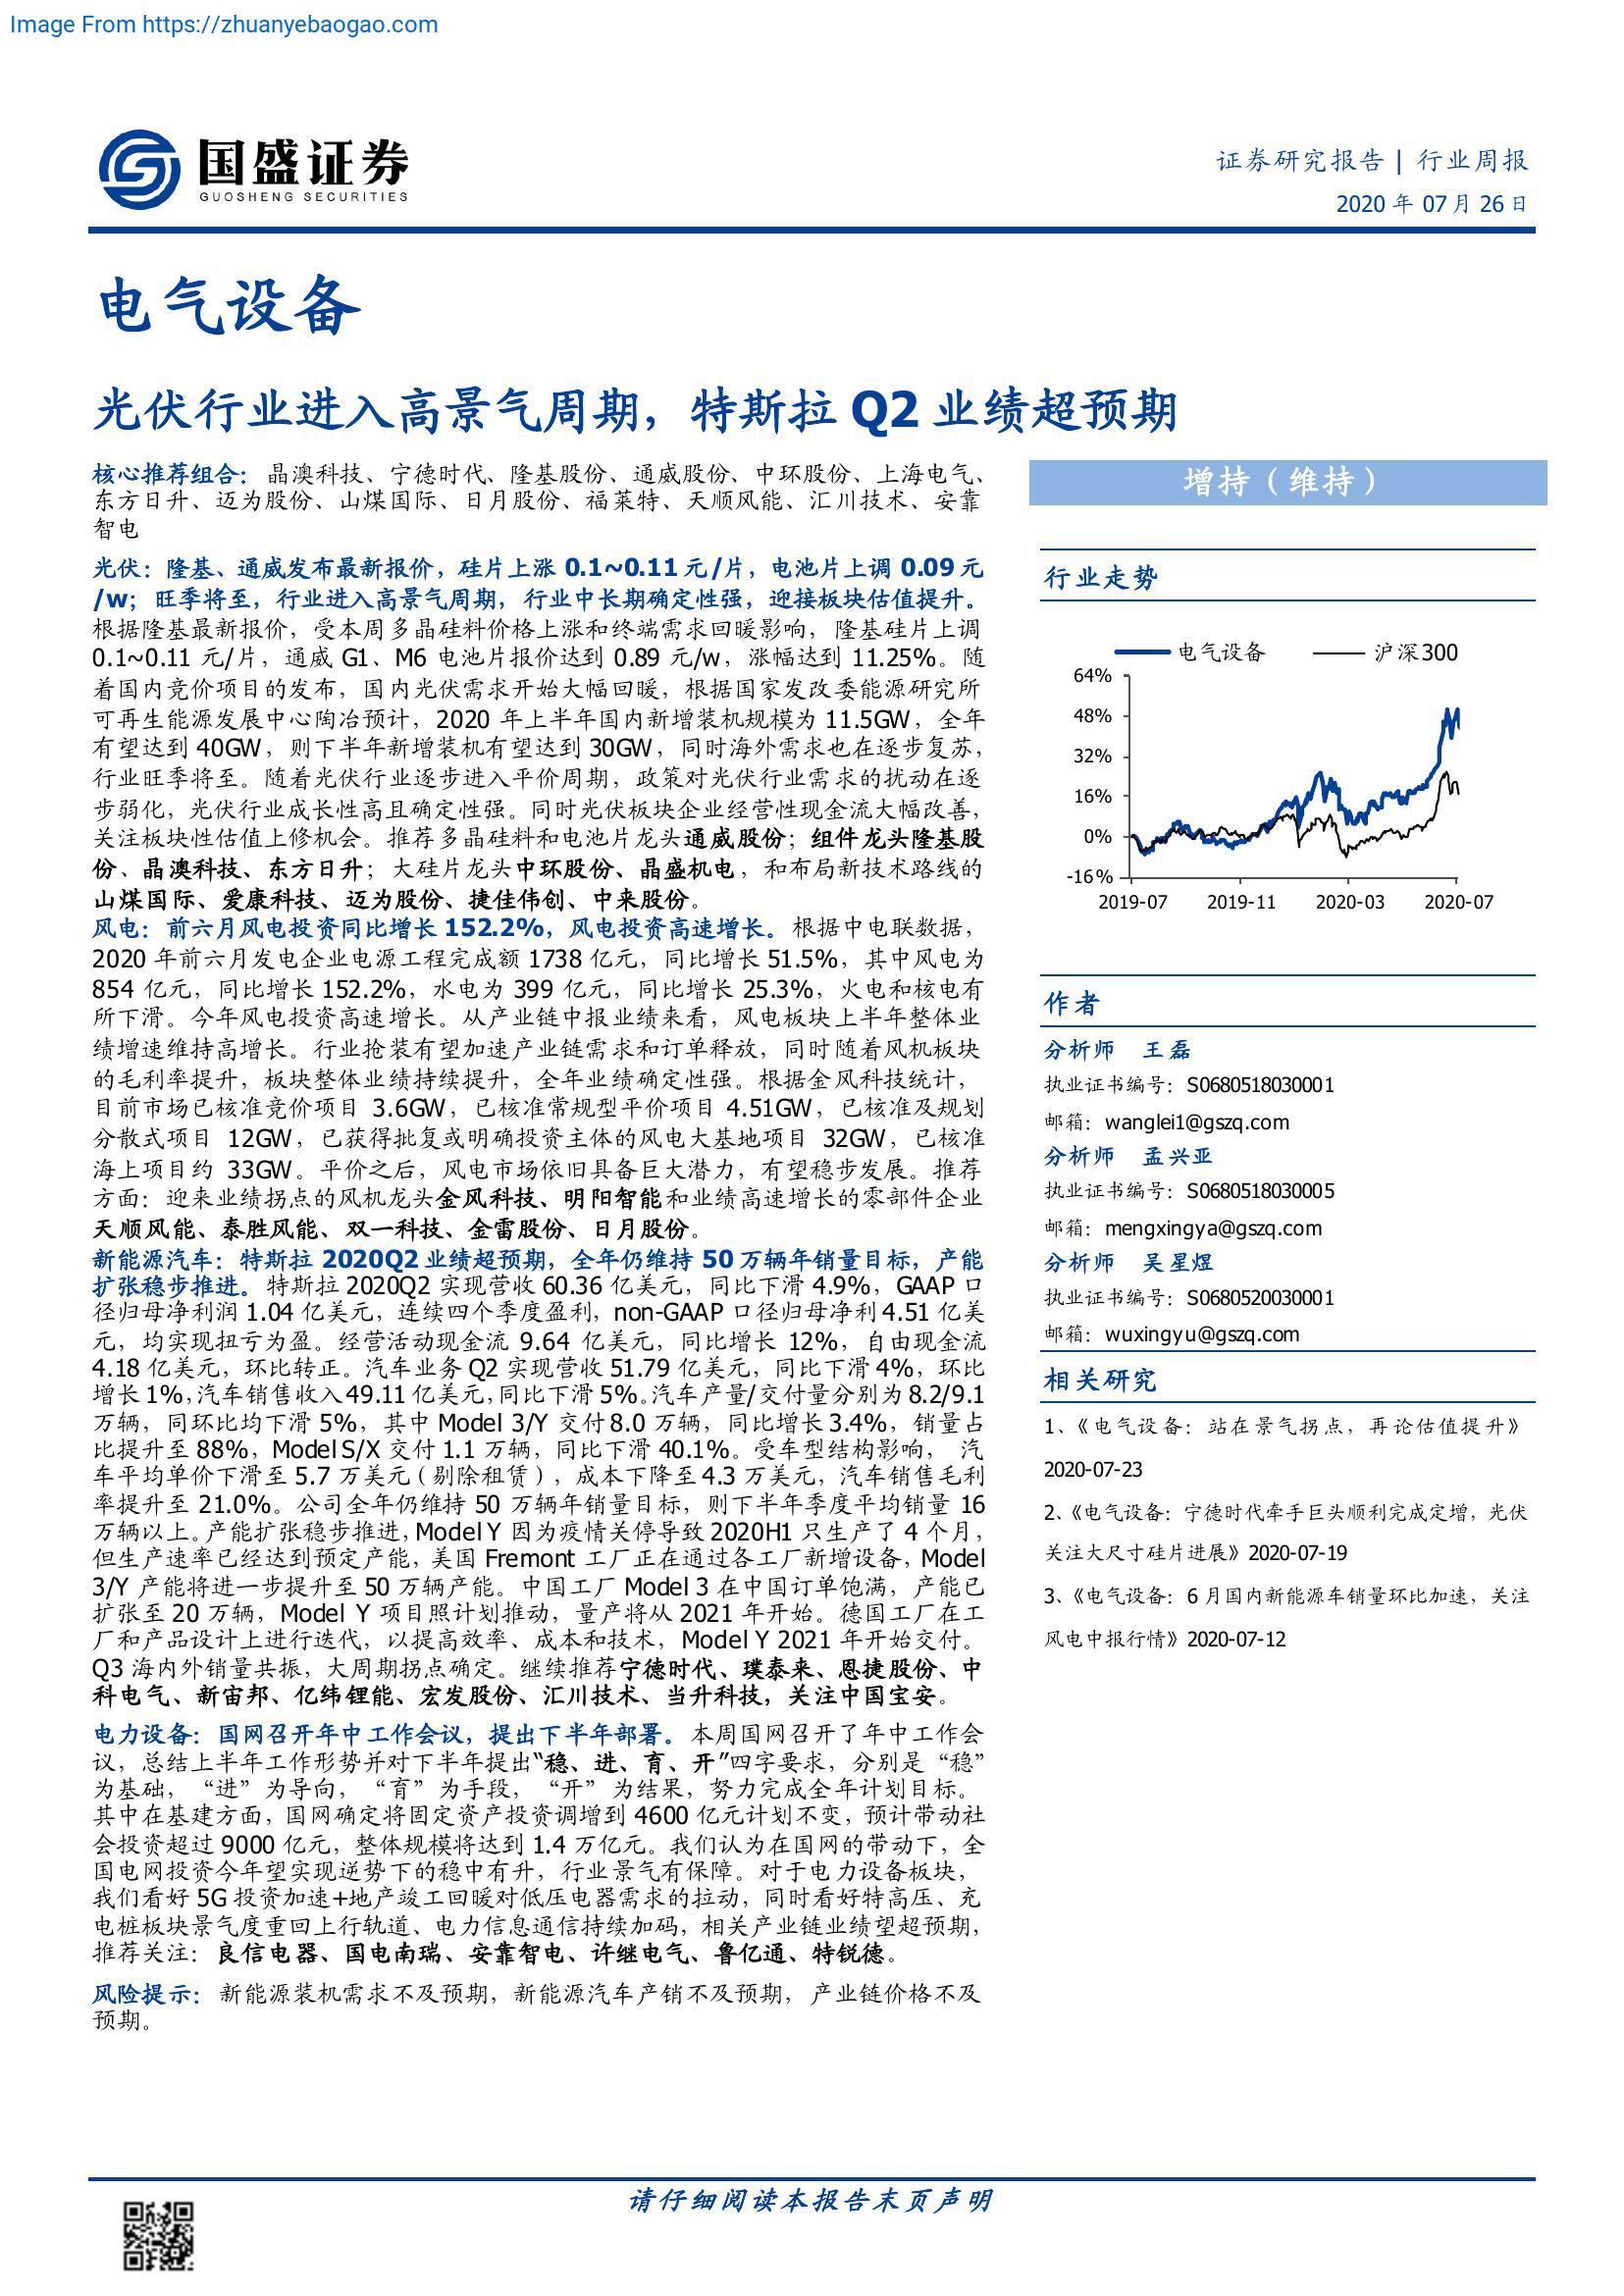 Image From https://zhuanyebaogao.com
国盛证券
GUOSHENG SECURITIES
证券研究报告 | 行业周报
2020 年 07 月 26 日
电气设备
光伏行业进入高景气周期，特斯拉 Q2 业绩超预期
核心推荐组合：晶澳科技、宁德时代、隆基股份、通威股份、中环股份、上海电气、
东方日升、迈为股份、山煤国际、日月股份、福莱特、天顺风能、汇川技术、安靠
智电
光伏：隆基、通威发布最新报价，硅片上涨 0.1~0.11 元/片，电池片上调 0.09 元
/w；旺季将至，行业进入高景气周期，行业中长期确定性强，迎接板块估值提升。
根据隆基最新报价，受本周多晶硅料价格上涨和终端需求回暖影响，隆基硅片上调
0.1~0.11 元/片，通威 G1、M6 电池片报价达到 0.89 元/w，涨幅达到 11.25%。随
着国内竞价项目的发布，国内光伏需求开始大幅回暖，根据国家发改委能源研究所
可再生能源发展中心陶冶预计，2020 年上半年国内新增装机规模为 11.5GW，全年
有望达到 40GW，则下半年新增装机有望达到 30GW，同时海外需求也在逐步复苏，
行业旺季将至。随着光伏行业逐步进入平价周期，政策对光伏行业需求的扰动在逐
步弱化，光伏行业成长性高且确定性强。同时光伏板块企业经营性现金流大幅改善，
关注板块性估值上修机会。推荐多晶硅料和电池片龙头通威股份；组件龙头隆基股
份、晶澳科技、东方日升；大硅片龙头中环股份、晶盛机电，和布局新技术路线的
山煤国际、爱康科技、迈为股份、捷佳伟创、中来股份。
风电：前六月风电投资同比增长 152.2%，风电投资高速增长。根据中电联数据，
2020 年前六月发电企业电源工程完成额 1738 亿元，同比增长 51.5%，其中风电为
854 亿元，同比增长 152.2%，水电为 399 亿元，同比增长 25.3%，火电和核电有
所下滑。今年风电投资高速增长。从产业链中报业绩来看，风电板块上半年整体业
绩增速维持高增长。行业抢装有望加速产业链需求和订单释放，同时随着风机板块
的毛利率提升，板块整体业绩持续提升，全年业绩确定性强。根据金风科技统计，
目前市场已核准竞价项目 3.6GW，已核准常规型平价项目 4.51GW，已核准及规划
分散式项目 12GW，已获得批复或明确投资主体的风电大基地项目 32GW，已核准
海上项目约 33GW。平价之后，风电市场依旧具备巨大潜力，有望稳步发展。推荐
方面：迎来业绩拐点的风机龙头金风科技、明阳智能和业绩高速增长的零部件企业
天顺风能、泰胜风能、双一科技、金雷股份、日月股份。
新能源汽车：特斯拉 2020Q2 业绩超预期，全年仍维持 50 万辆年销量目标，产能
扩张稳步推进。特斯拉 2020Q2 实现营收 60.36 亿美元，同比下滑 4.9%，GAAP 口
径归母净利润 1.04 亿美元，连续四个季度盈利，non-GAAP 口径归母净利 4.51 亿美
元，均实现扭亏为盈。经营活动现金流 9.64 亿美元，同比增长 12%，自由现金流
4.18 亿美元，环比转正。汽车业务 Q2 实现营收 51.79 亿美元，同比下滑 4%，环比
增长 1%，汽车销售收入 49.11 亿美元，同比下滑 5%。汽车产量/交付量分别为 8.2/9.1
万辆，同环比均下滑 5%，其中 Model 3/Y 交付 8.0 万辆，同比增长 3.4%，销量占
比提升至 88%，Model S/X 交付 1.1 万辆，同比下滑 40.1%。受车型结构影响，汽
车平均单价下滑至 5.7 万美元（剔除租赁），成本下降至 4.3 万美元，汽车销售毛利
率提升至 21.0%。公司全年仍维持 50 万辆年销量目标，则下半年季度平均销量 16
万辆以上。产能扩张稳步推进，Model Y 因为疫情关停导致 2020H1 只生产了 4 个月，
但生产速率已经达到预定产能，美国 Fremont 工厂正在通过各工厂新增设备，Model
3/Y 产能将进一步提升至 50 万辆产能。中国工厂 Model 3 在中国订单饱满，产能已
扩张至 20 万辆，Model Y 项目照计划推动，量产将从 2021 年开始。德国工厂在工
厂和产品设计上进行迭代，以提高效率、成本和技术，Model Y 2021 年开始交付。
Q3 海内外销量共振，大周期拐点确定。继续推荐宁德时代、璞泰来、恩捷股份、中
科电气、新宙邦、亿纬锂能、宏发股份、汇川技术、当升科技，关注中国宝安。
电力设备：国网召开年中工作会议，提出下半年部署。本周国网召开了年中工作会
议，总结上半年工作形势并对下半年提出“稳、进、育、开”四字要求，分别是“稳”
为基础，“进”为导向，“育”为手段，“开”为结果，努力完成全年计划目标。
其中在基建方面，国网确定将固定资产投资调增到 4600 亿元计划不变，预计带动社
会投资超过 9000 亿元，整体规模将达到 1.4 万亿元。我们认为在国网的带动下，全
国电网投资今年望实现逆势下的稳中有升，行业景气有保障。对于电力设备板块，
我们看好 5G 投资加速+地产竣工回暖对低压电器需求的拉动，同时看好特高压、充
电桩板块景气度重回上行轨道、电力信息通信持续加码，相关产业链业绩望超预期，
推荐关注：良信电器、国电南瑞、安靠智电、许继电气、鲁亿通、特锐德。
风险提示：新能源装机需求不及预期，新能源汽车产销不及预期，产业链价格不及
预期。
增持（维持）
行业走势
电气设备 沪深300
64%
48%
32%
16%
0%
-16%
2019-07 2019-11 2020-03 2020-07
作者
分析师 王磊
执业证书编号：S0680518030001
邮箱：wanglei1@gszq.com
分析师 孟兴亚
执业证书编号：S0680518030005
邮箱：mengxingya@gszq.com
分析师 吴星煜
执业证书编号：S0680520030001
邮箱：wuxingyu@gszq.com
相关研究
1、《电气设备：站在景气拐点，再论估值提升》
2020-07-23
2、《电气设备：宁德时代牵手巨头顺利完成定增，光伏
关注大尺寸硅片进展》2020-07-19
3、《电气设备：6 月国内新能源车销量环比加速，关注
风电中报行情》2020-07-12
请仔细阅读本报告末页声明